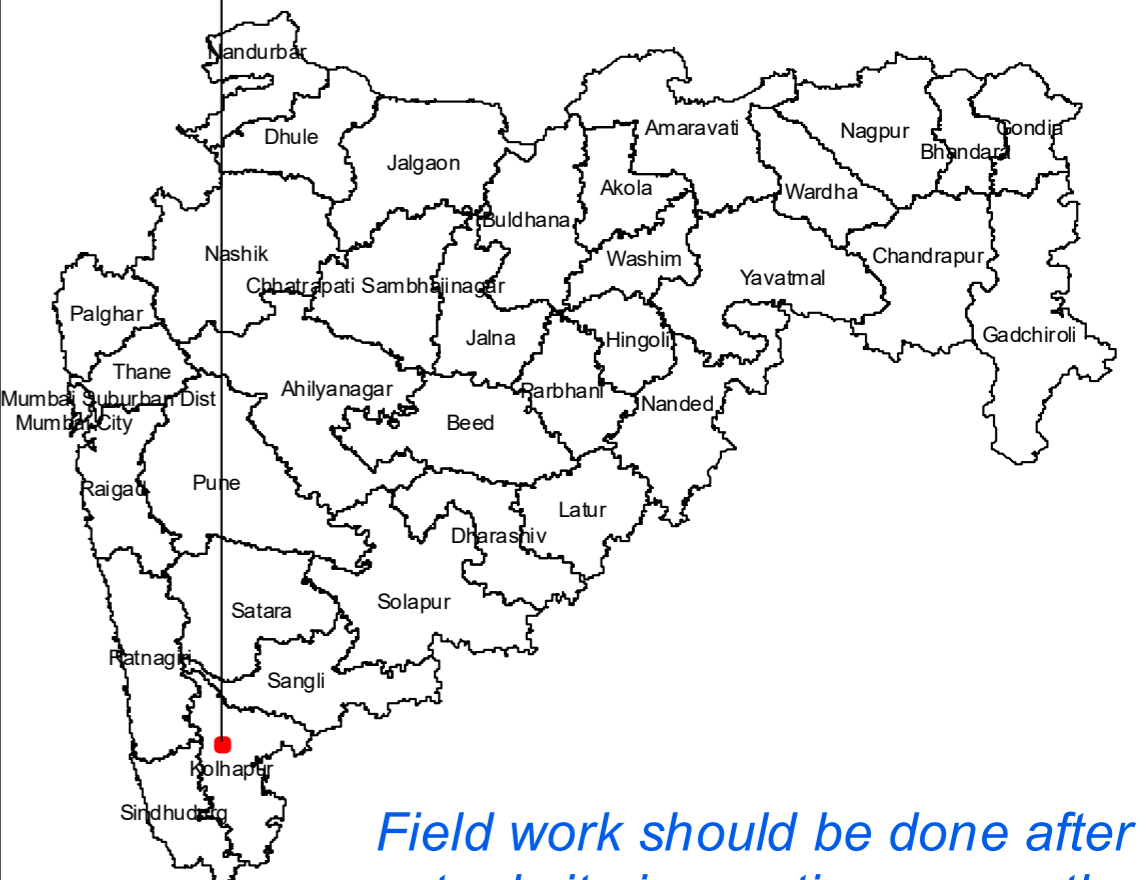 Nandurbar
Dhule
Jalgaon
Amaravati
Nagpur
Gondia
Bhandara
Akola
Wardha
Buldhana
Nashik
Washim
Chandrapur
Chhatrapati Sambhajinagar
Yavatmal
Palghar
Jalna
Hingoli
Gadchiroli
Thane
Ahilyanagar
Parbhani
Mumbai Suburban Dist
Nanded
Mumbai City
Beed
Raigad
Pune
Latur
Dharashiv
Satara
Solapur
Ratnagiri
Sangli
Kolhapur
Sindhudurg
Field work should be done after